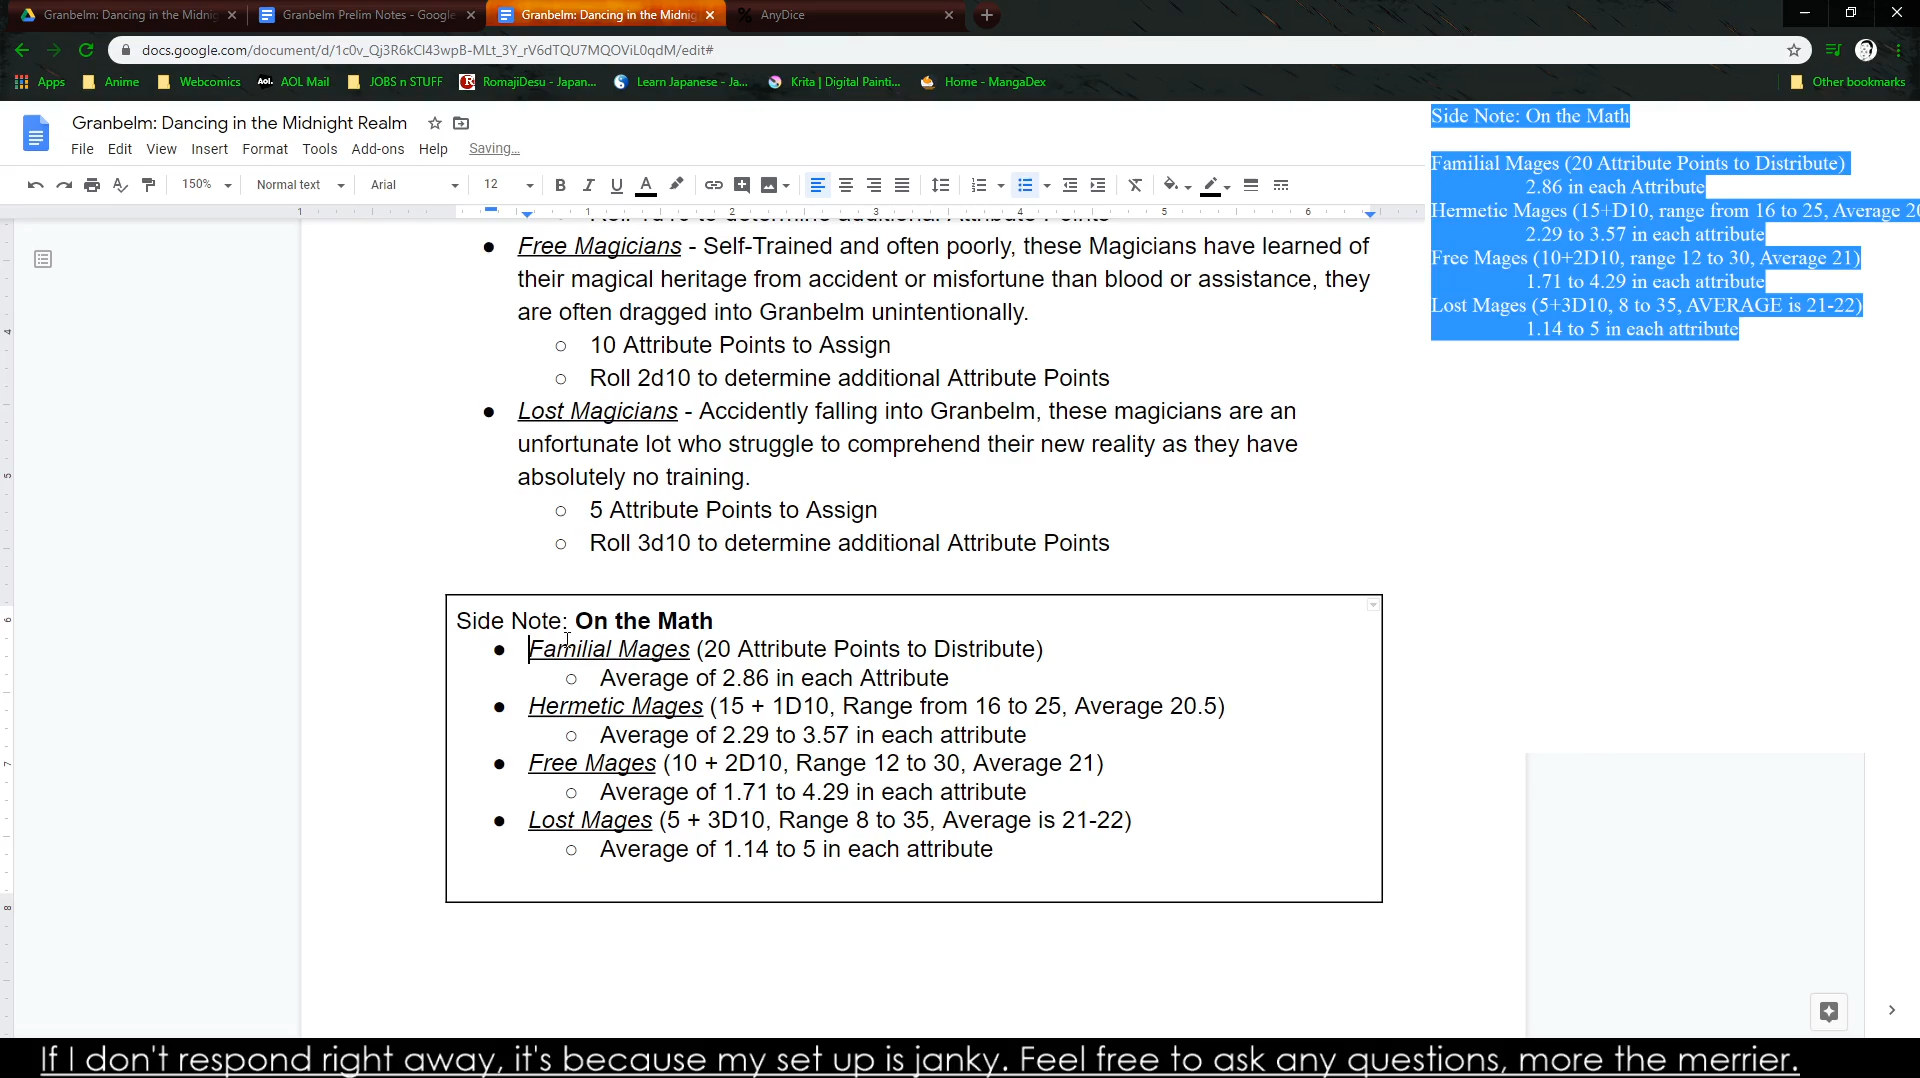 Granbelm: Dancing in the Midnig
Granbelm Prelim Notes - Google
Granbelm: Dancing in the Midnig
AnyDice
docs.google.com/document/d/1c0v_Qj3R6kCl43wpB-MLt_3Y_rV6dTQU7MQOViL0qdM/edit#
Apps
Anime
Webcomics
Aol.
AOL Mail
JOBS n STUFF
RomajiDesu - Japan...
Learn Japanese - Ja...
Krita | Digital Painti...
Home - MangaDex
Other bookmarks
Granbelm: Dancing in the Midnight Realm
File Edit View Insert Format Tools Add-ons Help Saving...
150% Normal text Arial 12
1 1 2 3 4 5 6
● Free Magicians - Self-Trained and often poorly, these Magicians have learned of
their magical heritage from accident or misfortune than blood or assistance, they
are often dragged into Granbelm unintentionally.
○ 10 Attribute Points to Assign
○ Roll 2d10 to determine additional Attribute Points
● Lost Magicians - Accidently falling into Granbelm, these magicians are an
unfortunate lot who struggle to comprehend their new reality as they have
absolutely no training.
○ 5 Attribute Points to Assign
○ Roll 3d10 to determine additional Attribute Points
Side Note: On the Math
● Familial Mages (20 Attribute Points to Distribute)
○ Average of 2.86 in each Attribute
● Hermetic Mages (15 + 1D10, Range from 16 to 25, Average 20.5)
○ Average of 2.29 to 3.57 in each attribute
● Free Mages (10 + 2D10, Range 12 to 30, Average 21)
○ Average of 1.71 to 4.29 in each attribute
● Lost Mages (5 + 3D10, Range 8 to 35, Average is 21-22)
○ Average of 1.14 to 5 in each attribute
Side Note: On the Math
Familial Mages (20 Attribute Points to Distribute)
2.86 in each Attribute
Hermetic Mages (15+D10, range from 16 to 25, Average 20
2.29 to 3.57 in each attribute
Free Mages (10+2D10, range 12 to 30, Average 21)
1.71 to 4.29 in each attribute
Lost Mages (5+3D10, 8 to 35, AVERAGE is 21-22)
1.14 to 5 in each attribute
If I don't respond right away, it's because my set up is janky. Feel free to ask any questions, more the merrier.